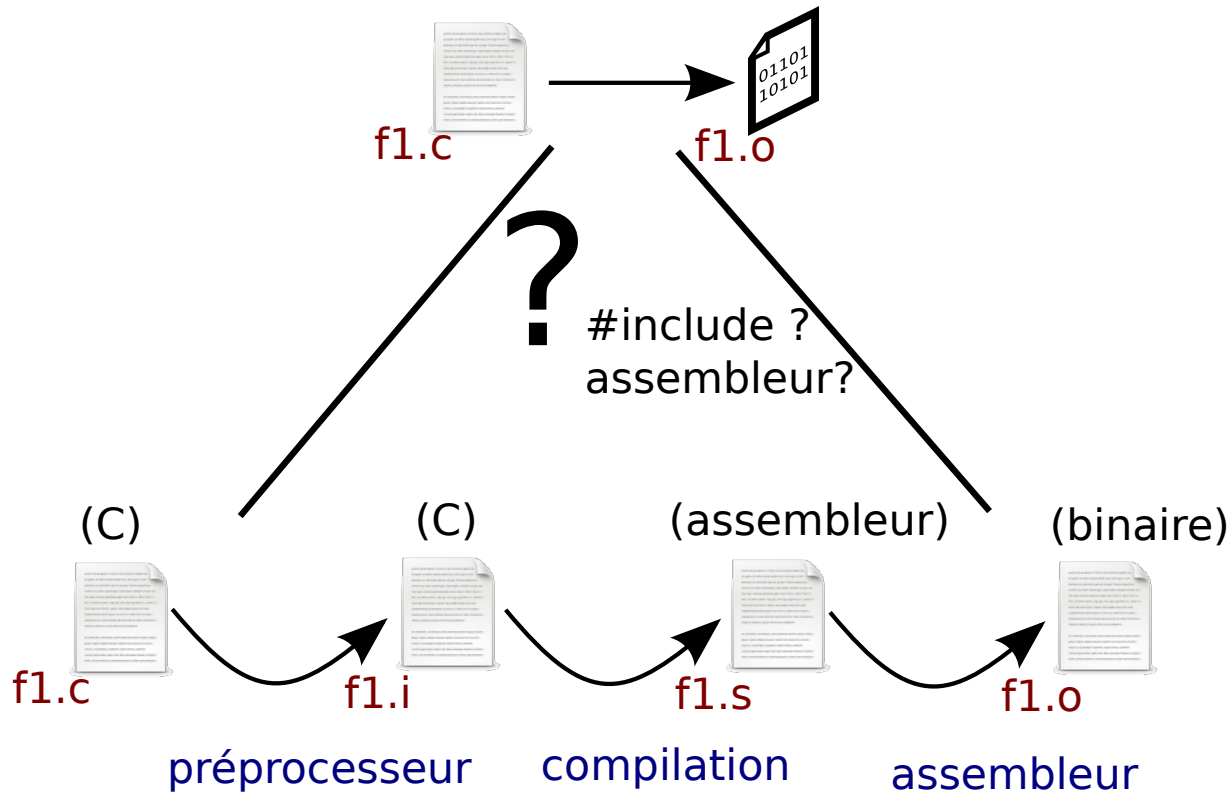 01101
10101
f1.c
f1.o
?
#include ?
assembleur?
(C)
(C)
(assembleur)
(binaire)
f1.c
f1.i
f1.s
f1.o
préprocesseur
compilation
assembleur